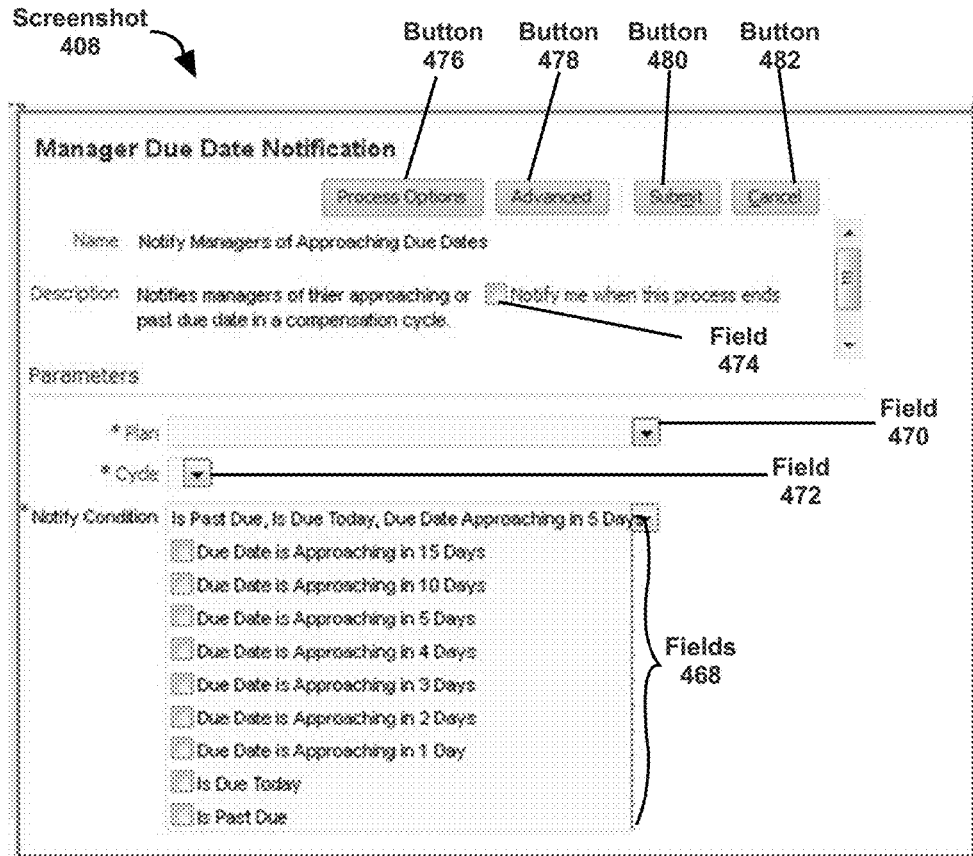 Screenshot
408
Button
476
Button
478
Button
480
Button
482
Manager Due Date Notification
Process Options Advanced Submit Cancel
Name Notify Managers of Approaching Due Dates
Description Notifies managers of thier approaching or
past due date in a compensation cycle.
Notify me when this process ends
Field
474
Parameters
* Plan
Field
470
* Cycle
Field
472
* Notify Condition Is Past Due, Is Due Today, Due Date Approaching in 5 Days
Due Date is Approaching in 15 Days
Due Date is Approaching in 10 Days
Due Date is Approaching in 5 Days
Due Date is Approaching in 4 Days
Due Date is Approaching in 3 Days
Due Date is Approaching in 2 Days
Due Date is Approaching in 1 Day
Is Due Today
Is Past Due
Fields
468